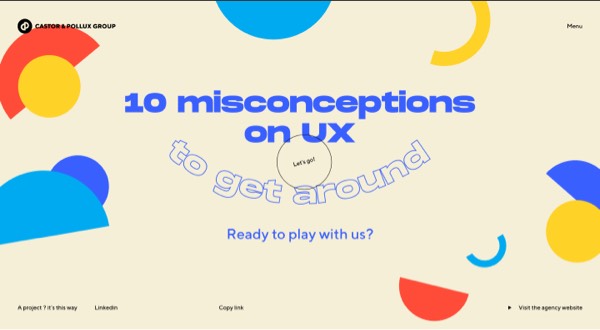 CASTOR & POLLUX GROUP
Menu
10 misconceptions
on UX
Let's go!
to get around
Ready to play with us?
A project ? it's this way
Linkedin
Copy link
Visit the agency website